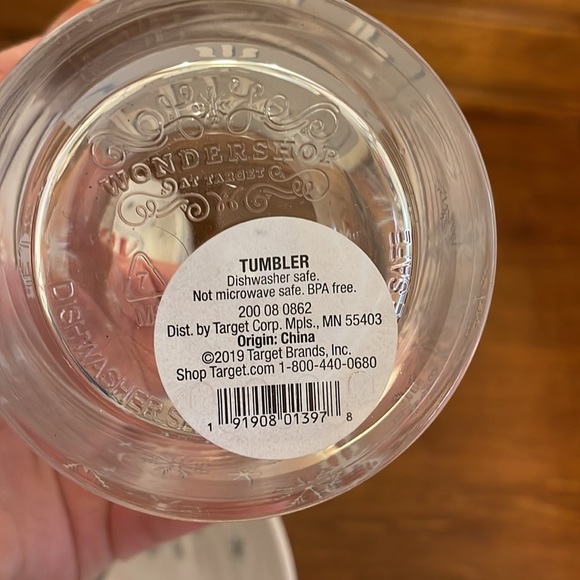 WONDERSHOP
AT TARGET
TUMBLER
Dishwasher safe.
Not microwave safe. BPA free.
200 08 0862
Dist. by Target Corp. Mpls., MN 55403
Origin: China
©2019 Target Brands, Inc.
Shop Target.com 1-800-440-0680
1 91908 01397 8
7
DISHWASHER SA
SAFE